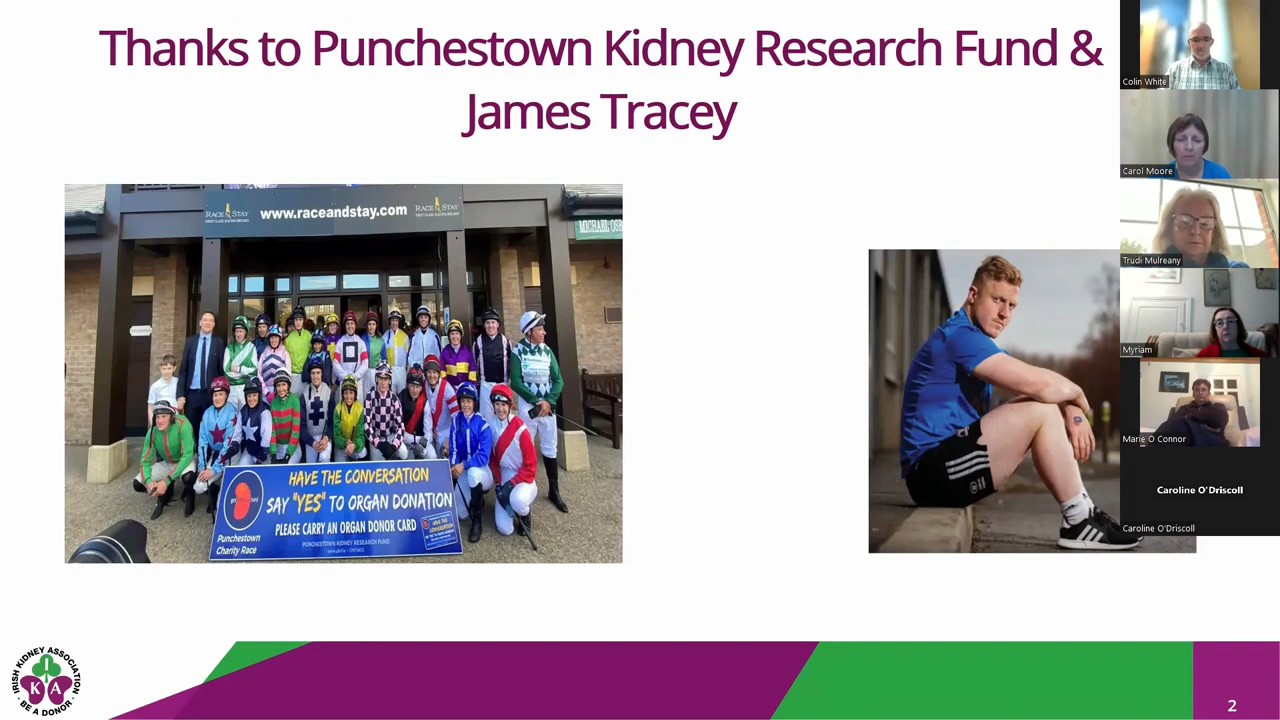 Thanks to Punchestown Kidney Research Fund &
James Tracey
RACE & STAY
www.raceandstay.com
RACE & STAY
MICHAEL OSB
HAVE THE CONVERSATION
SAY "YES" TO ORGAN DONATION
PLEASE CARRY AN ORGAN DONOR CARD
PUNCHESTOWN KIDNEY RESEARCH FUND
Punchestown
Charity Race
IRISH KIDNEY ASSOCIATION
I
K A
- BE A DONOR -
2
Colin White
Carol Moore
Trudi Mulreany
Myriam
Marie O Connor
Caroline O'Driscoll
Caroline O'Driscoll